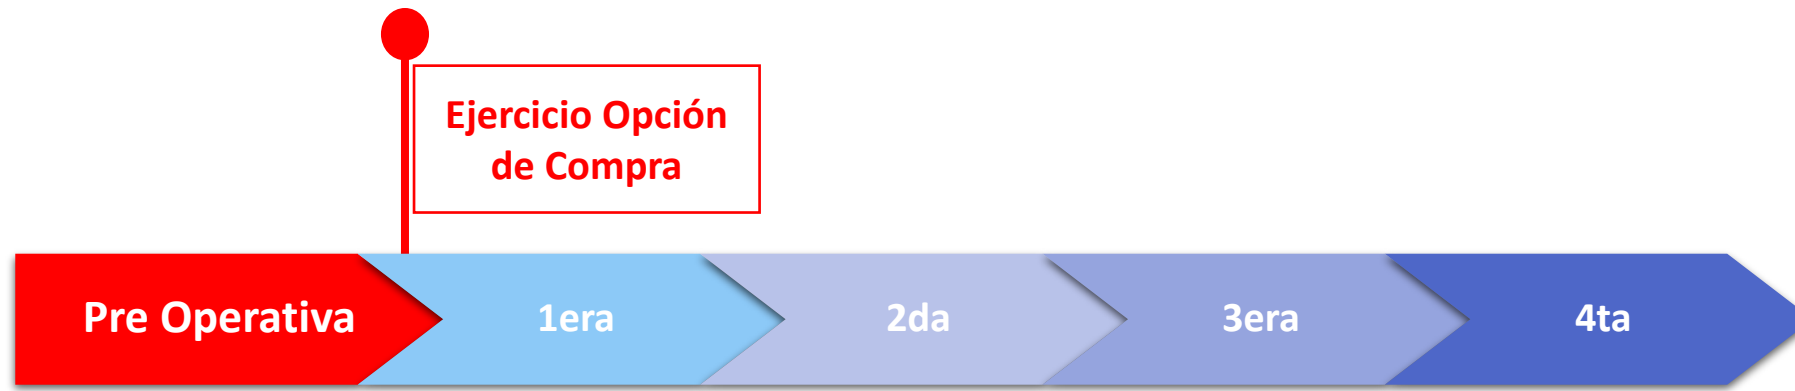 Ejercicio Opción
de Compra
Pre Operativa
1era
2da
3era
4ta